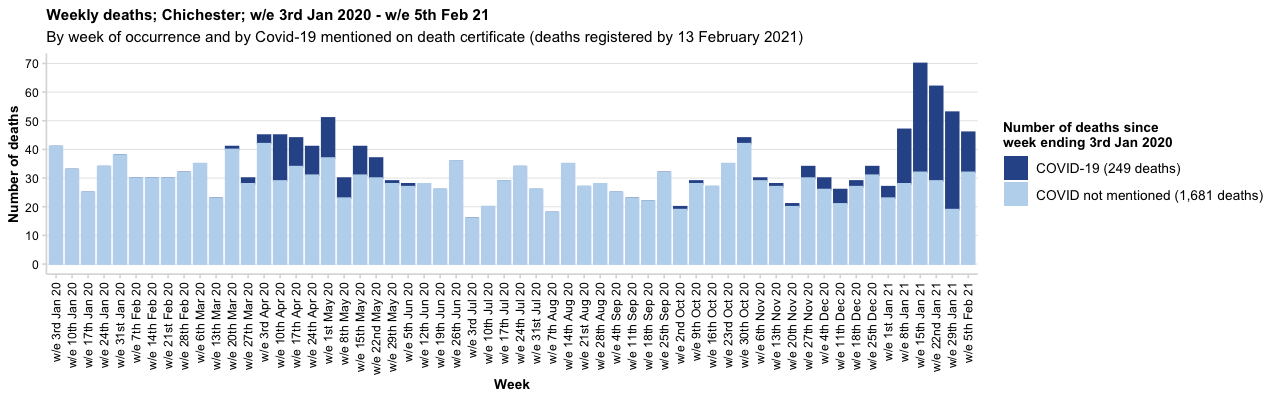 Weekly deaths; Chichester; w/e 3rd Jan 2020 - w/e 5th Feb 21
By week of occurrence and by Covid-19 mentioned on death certificate (deaths registered by 13 February 2021)
Number of deaths
70
60
50
40
30
20
10
0
w/e 3rd Jan 20
w/e 10th Jan 20
w/e 17th Jan 20
w/e 24th Jan 20
w/e 31st Jan 20
w/e 7th Feb 20
w/e 14th Feb 20
w/e 21st Feb 20
w/e 28th Feb 20
w/e 6th Mar 20
w/e 13th Mar 20
w/e 20th Mar 20
w/e 27th Mar 20
w/e 3rd Apr 20
w/e 10th Apr 20
w/e 17th Apr 20
w/e 24th Apr 20
w/e 1st May 20
w/e 8th May 20
w/e 15th May 20
w/e 22nd May 20
w/e 29th May 20
w/e 5th Jun 20
w/e 12th Jun 20
w/e 19th Jun 20
w/e 26th Jun 20
w/e 3rd Jul 20
w/e 10th Jul 20
w/e 17th Jul 20
w/e 24th Jul 20
w/e 31st Jul 20
w/e 7th Aug 20
w/e 14th Aug 20
w/e 21st Aug 20
w/e 28th Aug 20
w/e 4th Sep 20
w/e 11th Sep 20
w/e 18th Sep 20
w/e 25th Sep 20
w/e 2nd Oct 20
w/e 9th Oct 20
w/e 16th Oct 20
w/e 23rd Oct 20
w/e 30th Oct 20
w/e 6th Nov 20
w/e 13th Nov 20
w/e 20th Nov 20
w/e 27th Nov 20
w/e 4th Dec 20
w/e 11th Dec 20
w/e 18th Dec 20
w/e 25th Dec 20
w/e 1st Jan 21
w/e 8th Jan 21
w/e 15th Jan 21
w/e 22nd Jan 21
w/e 29th Jan 21
w/e 5th Feb 21
Week
Number of deaths since
week ending 3rd Jan 2020
COVID-19 (249 deaths)
COVID not mentioned (1,681 deaths)